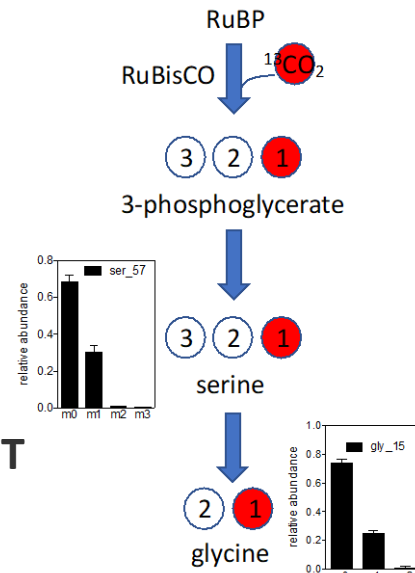 RuBP
RuBisCO
13CO2
3 2 1
3-phosphoglycerate
0.8
0.6
0.4
0.2
0.0
relative abundance
ser_57
m0 m1 m2 m3
3 2 1
serine
T
2 1
glycine
1.0
0.8
0.6
0.4
0.2
0.0
relative abundance
gly_15